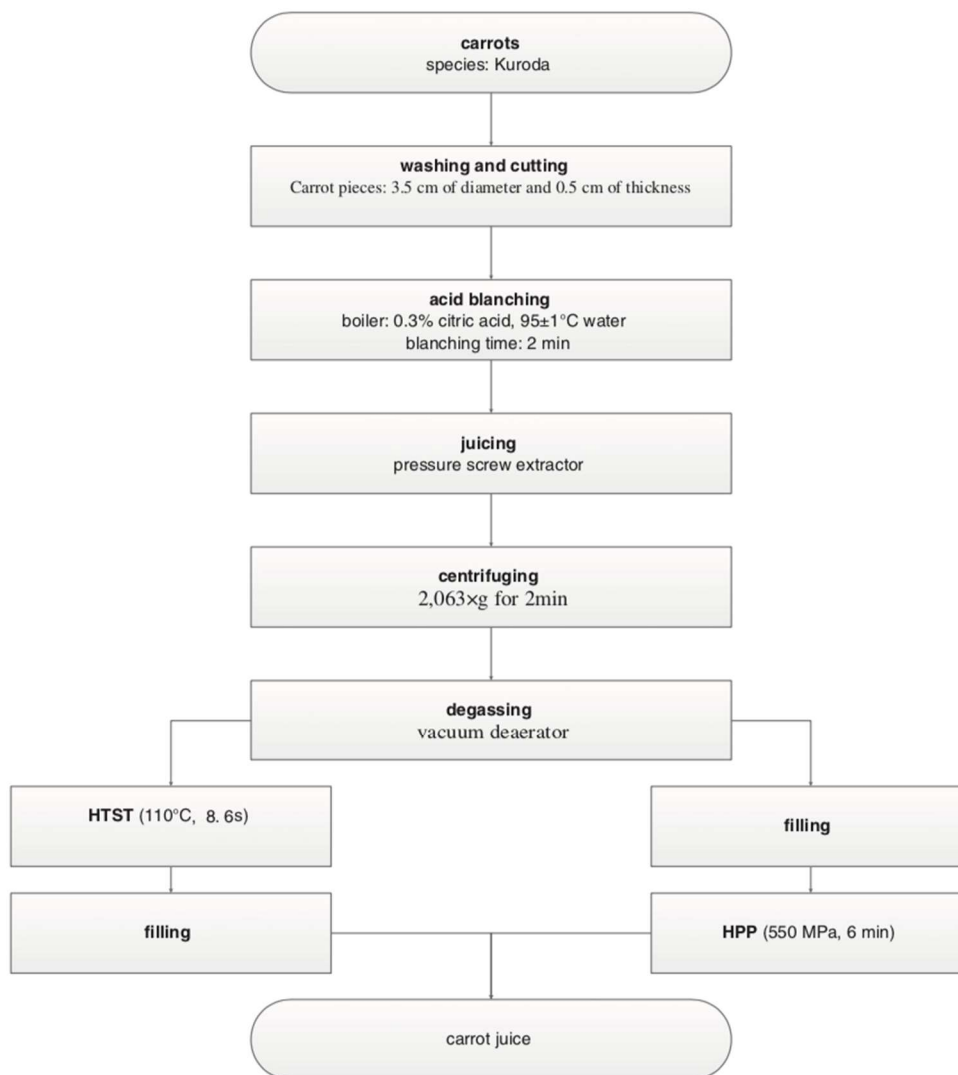 carrots
species: Kuroda
washing and cutting
Carrot pieces: 3.5 cm of diameter and 0.5 cm of thickness
acid blanching
boiler: 0.3% citric acid, 95±1°C water
blanching time: 2 min
juicing
pressure screw extractor
centrifuging
2,063×g for 2min
degassing
vacuum deaerator
HTST (110°C, 8. 6s)
filling
filling
HPP (550 MPa, 6 min)
carrot juice